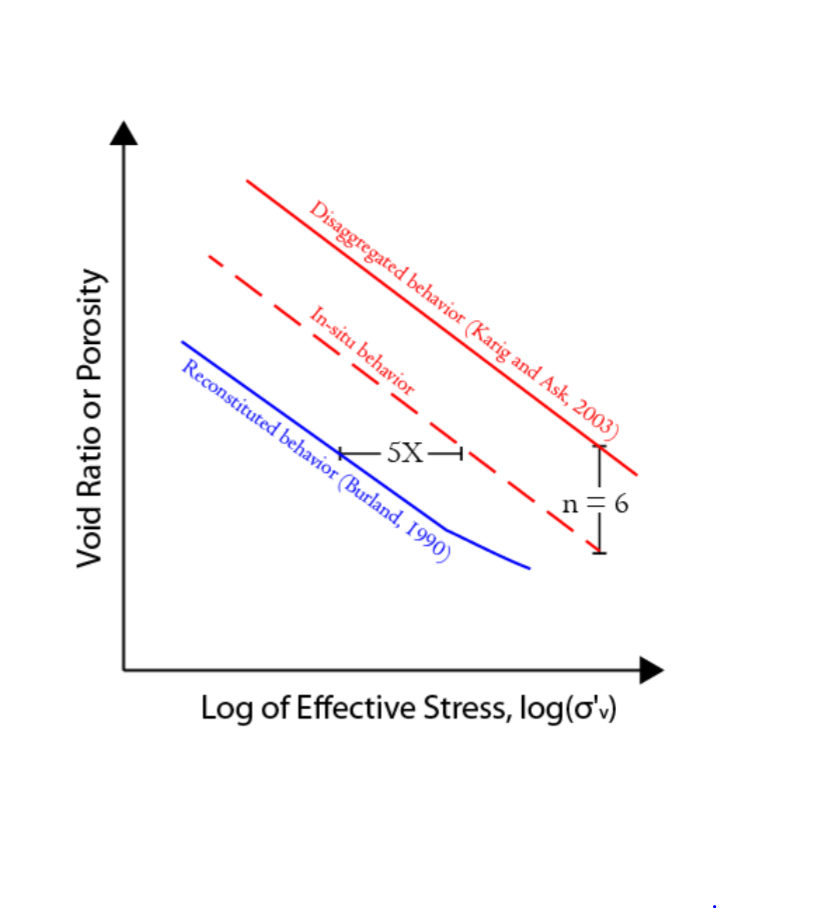 Void Ratio or Porosity
Disaggregated behavior (Karig and Ask, 2003)
In-situ behavior
Reconstituted behavior (Burland, 1990)
5X
n = 6
Log of Effective Stress, log(σ'v)